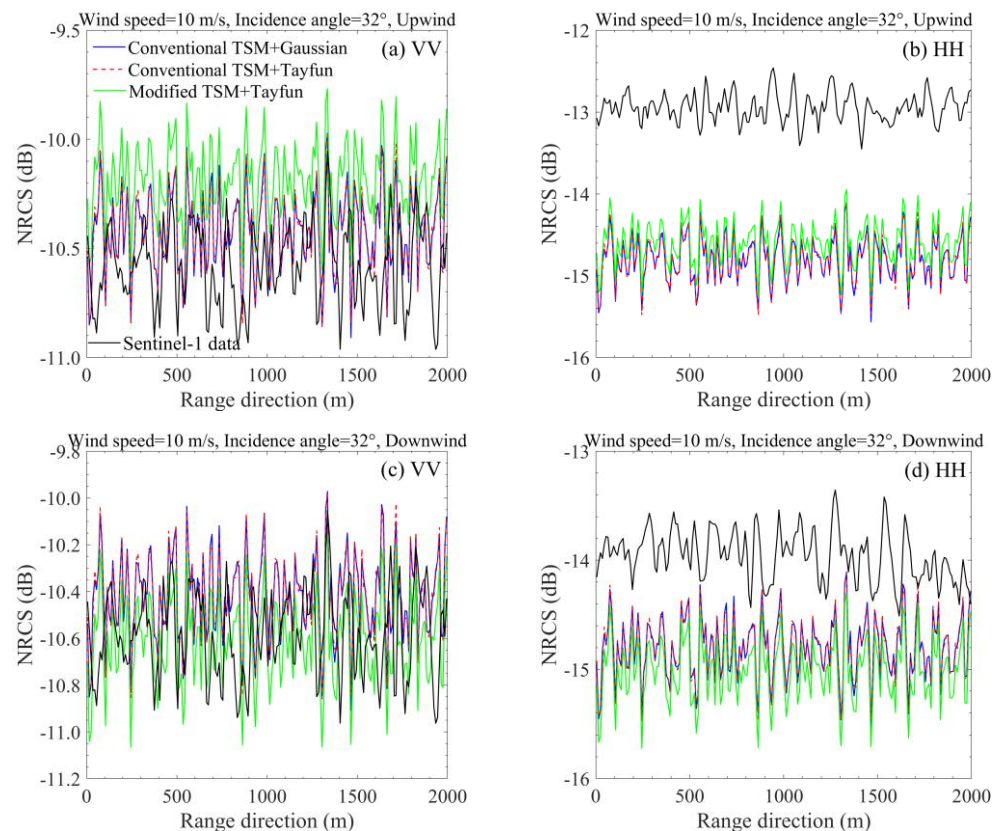 Wind speed=10 m/s, Incidence angle=32°, Upwind
-9.5
(a) VV
Conventional TSM+Gaussian
Conventional TSM+Tayfun
Modified TSM+Tayfun
-10.0
NRCS (dB)
-10.5
Sentinel-1 data
-11.0
0 500 1000 1500 2000
Range direction (m)
Wind speed=10 m/s, Incidence angle=32°, Upwind
-12
(b) HH
-13
NRCS (dB)
-14
-15
-16
0 500 1000 1500 2000
Range direction (m)
Wind speed=10 m/s, Incidence angle=32°, Downwind
-9.8
(c) VV
-10.0
-10.2
NRCS (dB)
-10.4
-10.6
-10.8
-11.0
-11.2
0 500 1000 1500 2000
Range direction (m)
Wind speed=10 m/s, Incidence angle=32°, Downwind
-13
(d) HH
NRCS (dB)
-14
-15
-16
0 500 1000 1500 2000
Range direction (m)